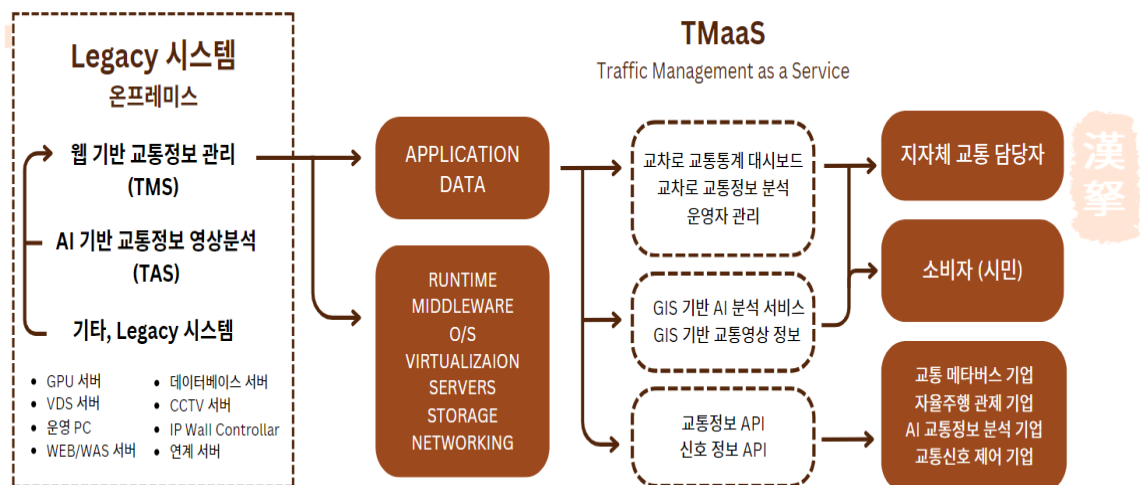 Legacy 시스템
온프레미스
웹 기반 교통정보 관리
(TMS)
AI 기반 교통정보 영상분석
(TAS)
기타, Legacy 시스템
• GPU 서버
• VDS 서버
• 운영 PC
• WEB/WAS 서버
• 데이터베이스 서버
• CCTV 서버
• IP Wall Controllar
• 연계 서버
APPLICATION
DATA
RUNTIME
MIDDLEWARE
O/S
VIRTUALIZAION
SERVERS
STORAGE
NETWORKING
TMaaS
Traffic Management as a Service
교차로 교통통계 대시보드
교차로 교통정보 분석
운영자 관리
GIS 기반 AI 분석 서비스
GIS 기반 교통영상 정보
교통정보 API
신호 정보 API
지자체 교통 담당자
소비자 (시민)
교통 메타버스 기업
자율주행 관제 기업
AI 교통정보 분석 기업
교통신호 제어 기업
漢
拏